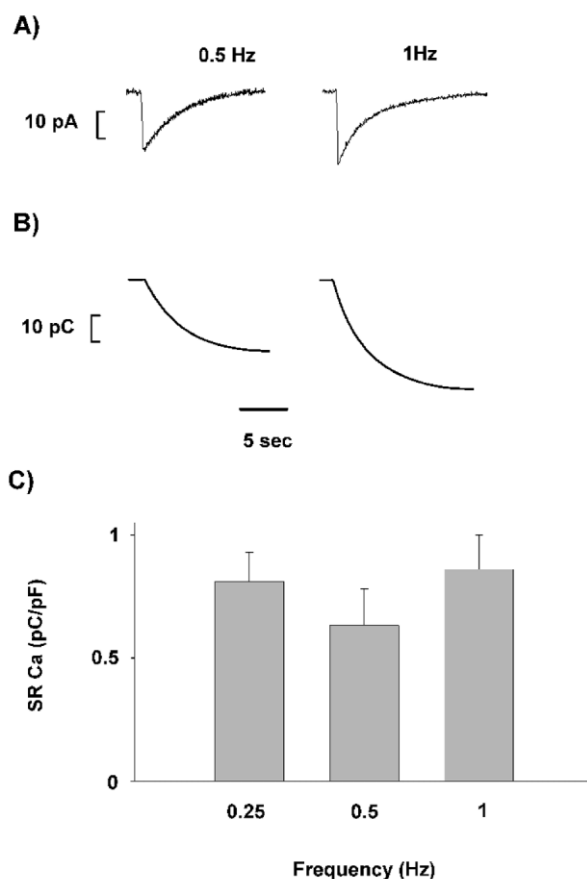 A)
0.5 Hz 1Hz
10 pA
B)
10 pC
5 sec
C)
1
0.5
0
SR Ca (pC/pF)
0.25 0.5 1
Frequency (Hz)